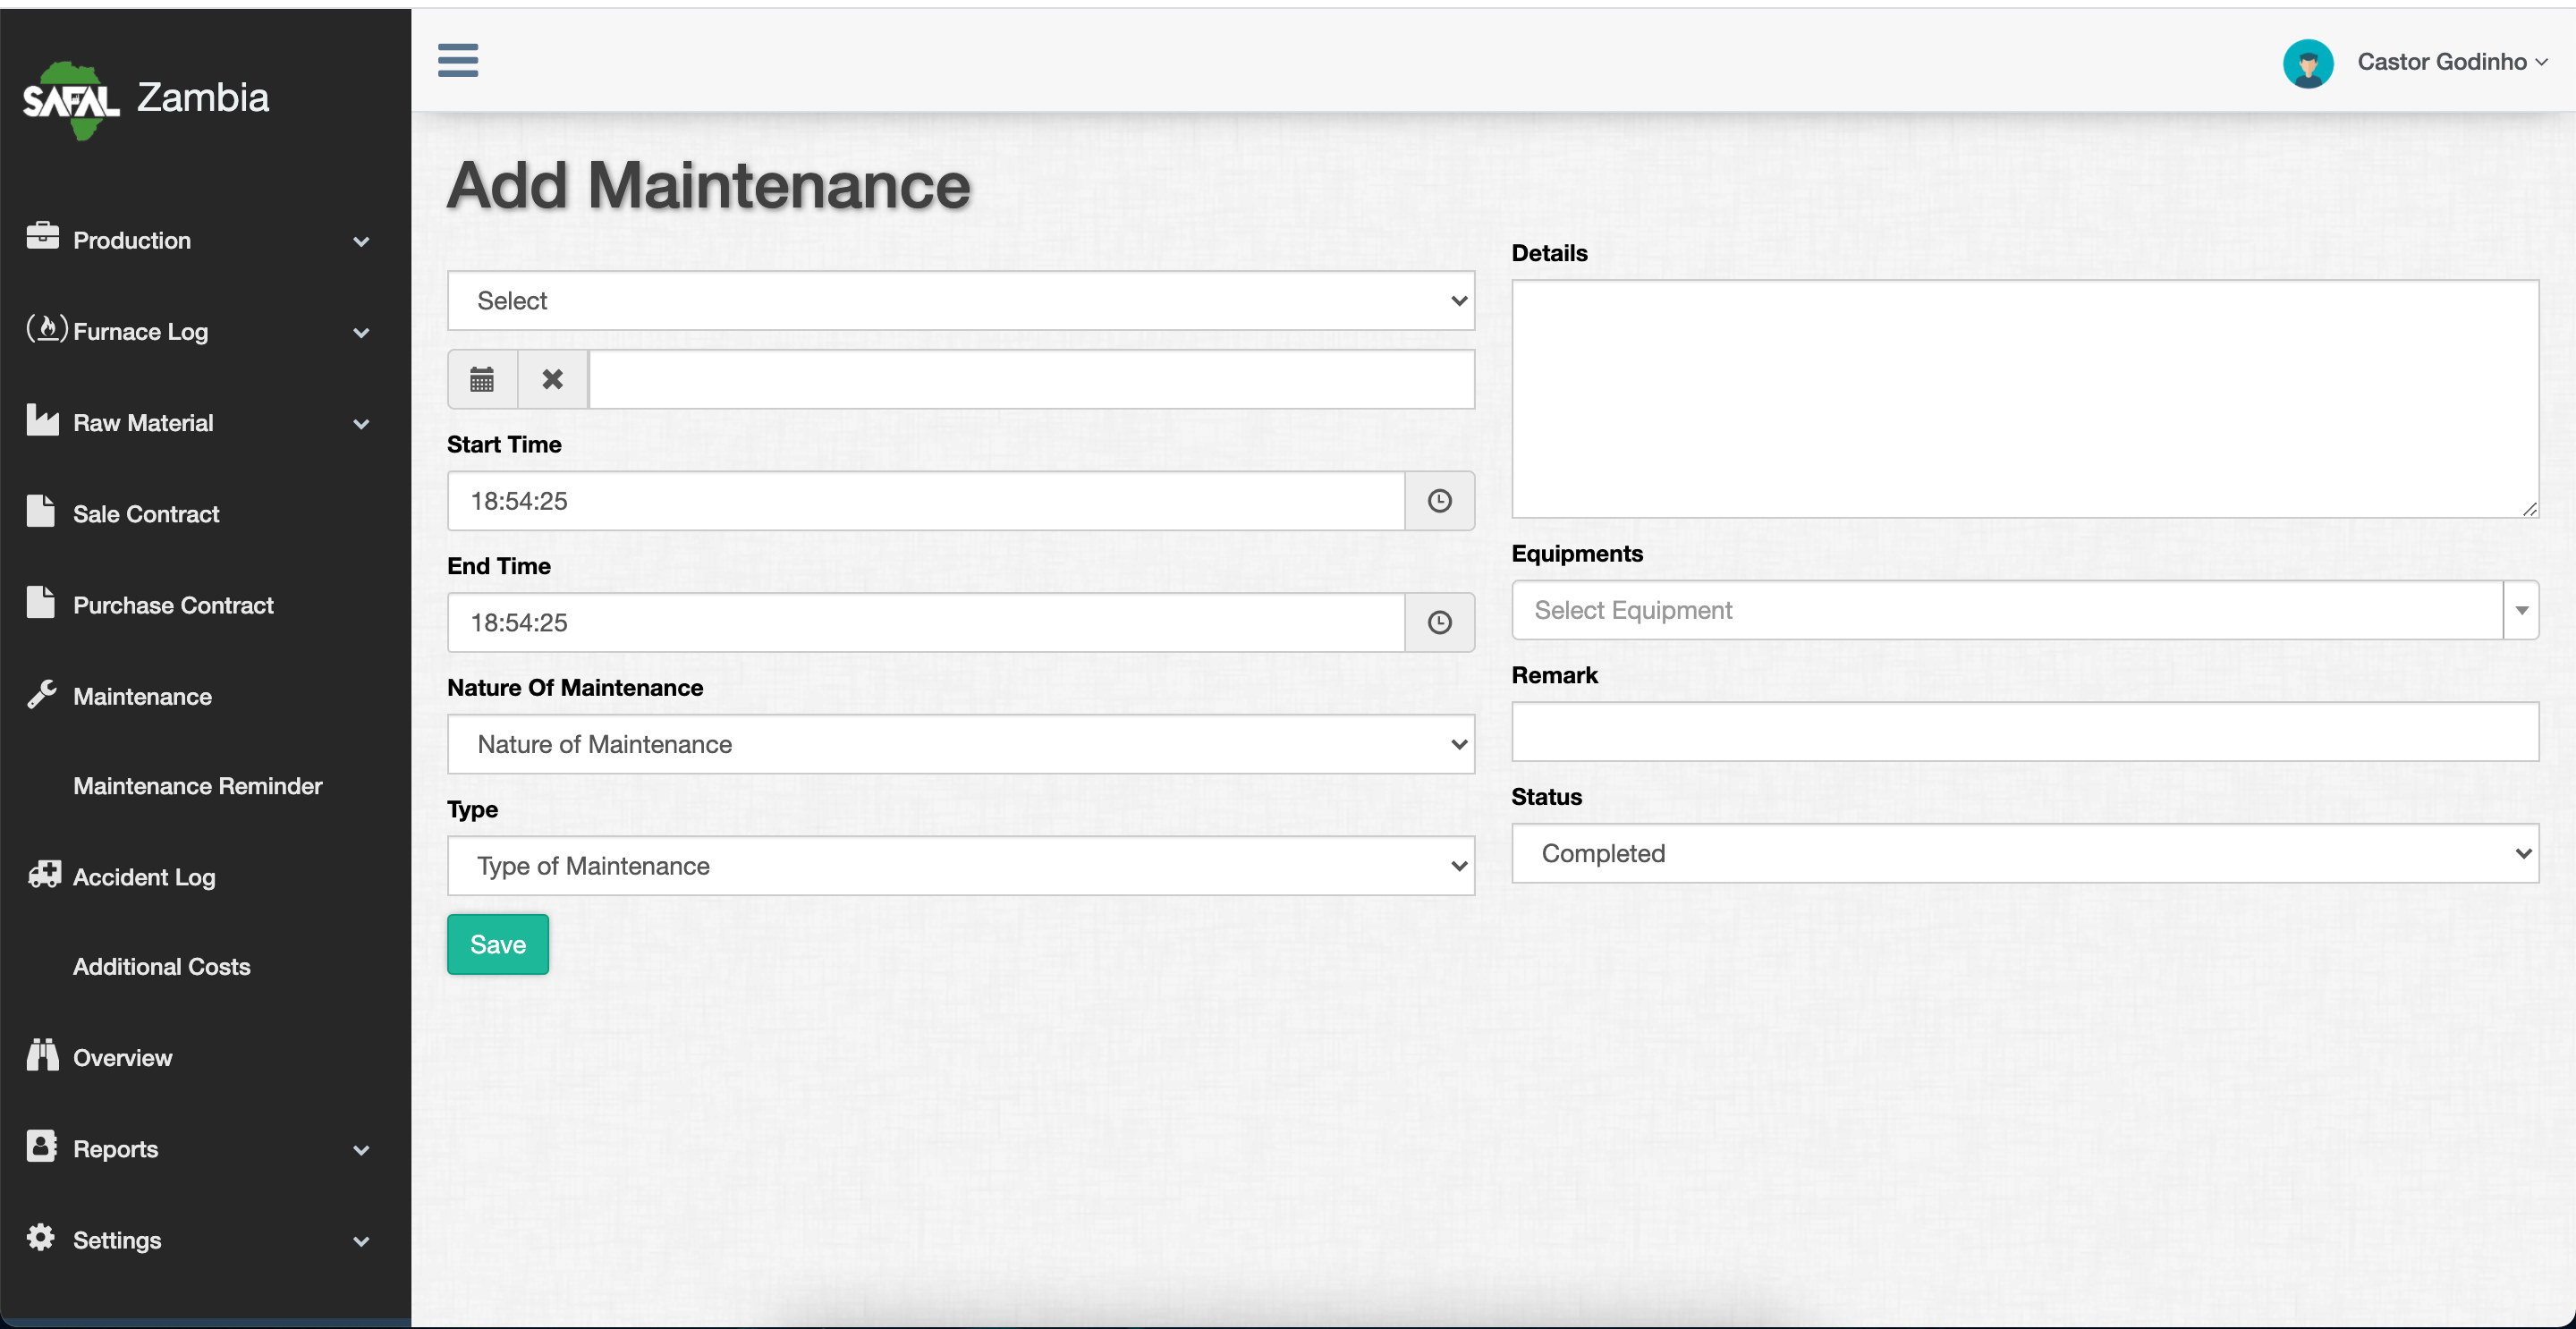 SAFAL Zambia
Castor Godinho
Production
Furnace Log
Raw Material
Sale Contract
Purchase Contract
Maintenance
Maintenance Reminder
Accident Log
Additional Costs
Overview
Reports
Settings
Add Maintenance
Select
Start Time
18:54:25
End Time
18:54:25
Nature Of Maintenance
Nature of Maintenance
Type
Type of Maintenance
Save
Details
Equipments
Select Equipment
Remark
Status
Completed